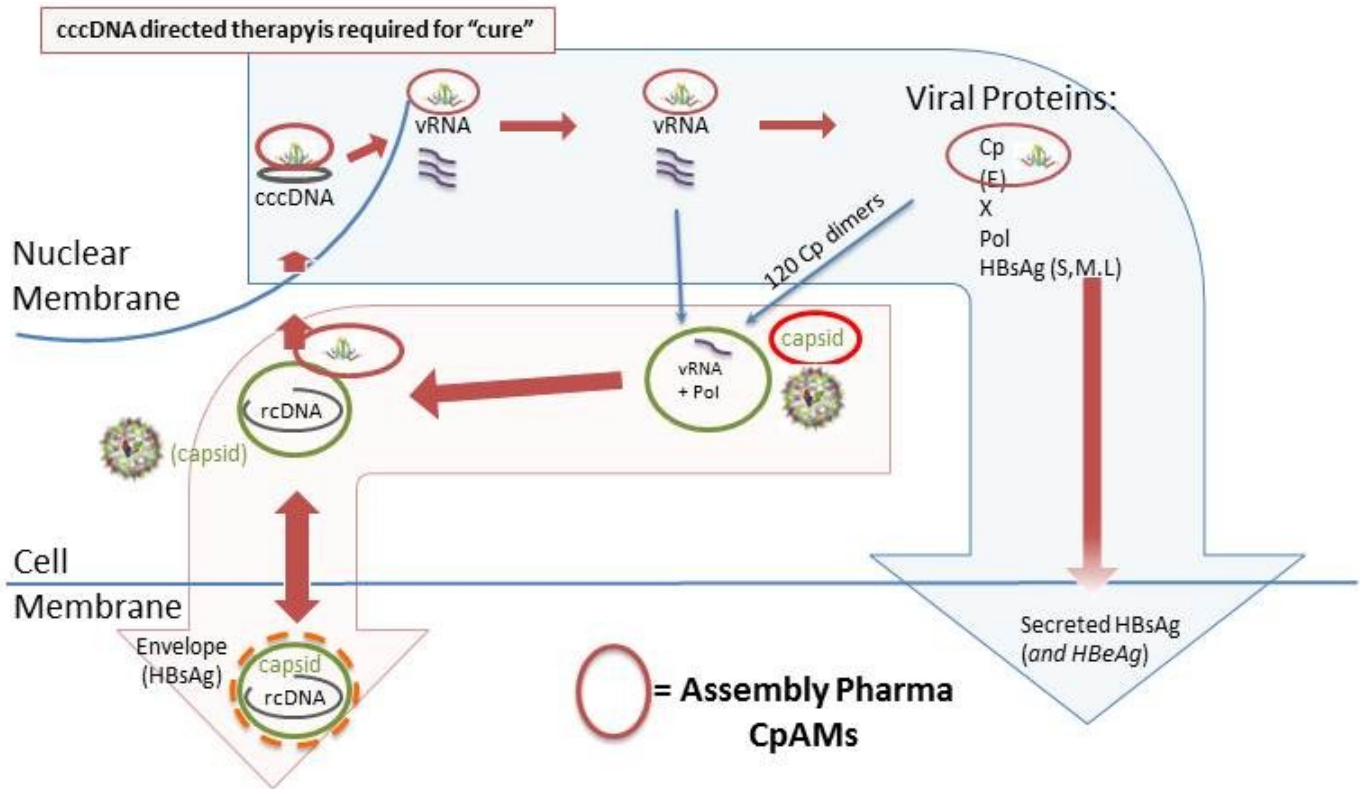 cccDNA directed therapyis required for “cure”
vRNA
vRNA
cccDNA
Viral Proteins:
Cp
(E)
X
Pol
HBsAg (S,M.L)
120 Cp dimers
Nuclear
Membrane
capsid
vRNA
+ Pol
rcDNA
(capsid)
Cell
Membrane
Envelope
(HBsAg)
capsid
rcDNA
Secreted HBsAg
(and HBeAg)
= Assembly Pharma
CpAMs